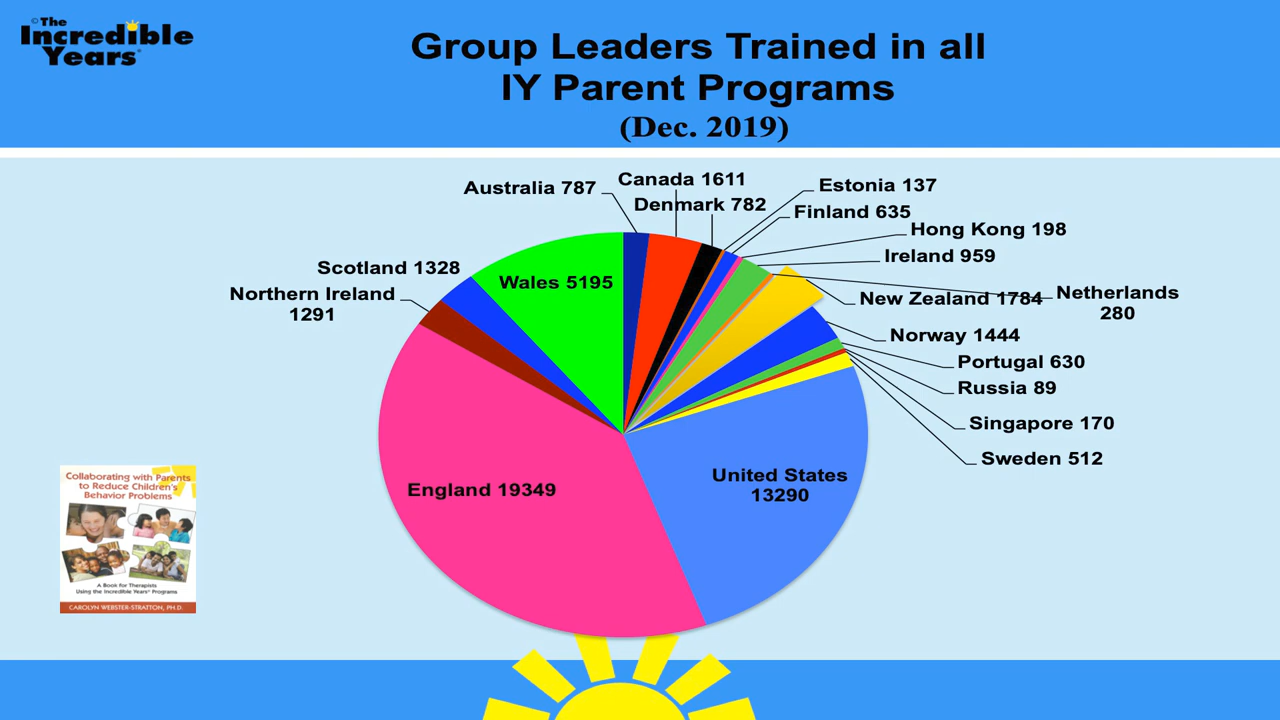 ©The
Incredible
Years®
Group Leaders Trained in all
IY Parent Programs
(Dec. 2019)
Australia 787
Canada 1611
Denmark 782
Estonia 137
Finland 635
Hong Kong 198
Ireland 959
New Zealand 1784
Netherlands
280
Norway 1444
Portugal 630
Russia 89
Singapore 170
Sweden 512
United States
13290
England 19349
Northern Ireland
1291
Scotland 1328
Wales 5195
Collaborating with Parents
to Reduce Children's
Behavior Problems
A Book for Therapists
Using the Incredible Years® Programs
CAROLYN WEBSTER-STRATTON, PH.D.